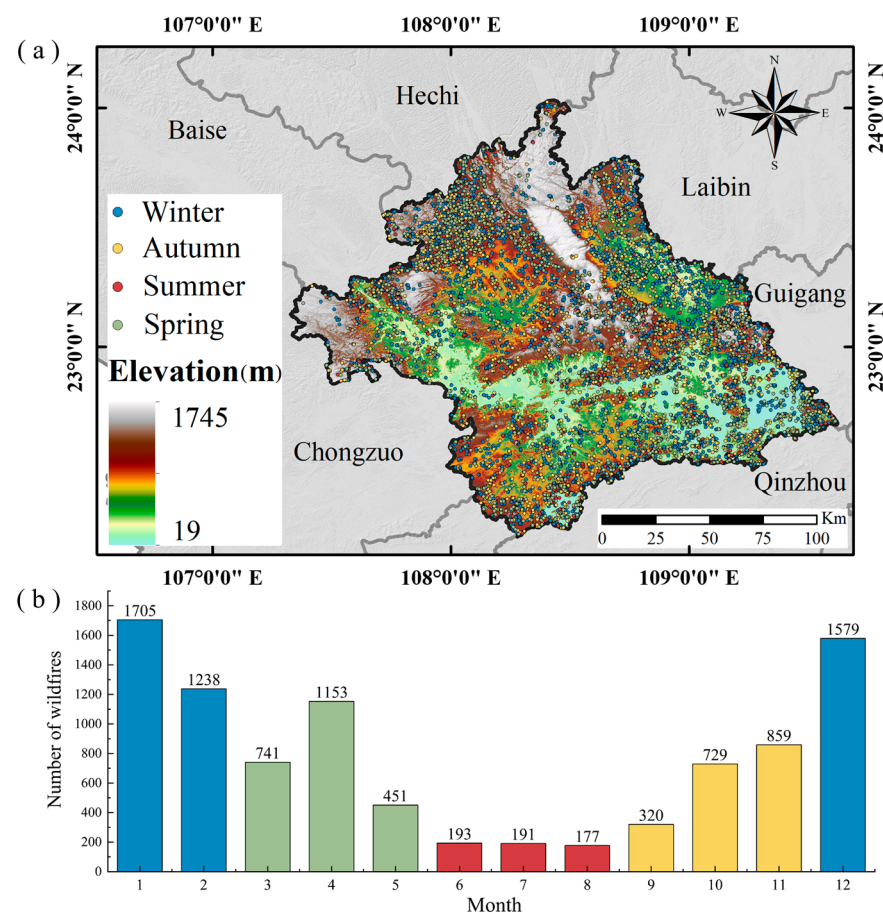 107°0'0" E 108°0'0" E 109°0'0" E
( a )
24°0'0" N
24°0'0" N
Hechi
Baise
N
W E
S
Laibin
Winter
Autumn
Summer
Spring
Guigang
23°0'0" N
23°0'0" N
Elevation(m)
1745
19
Chongzuo
Qinzhou
Km
0 25 50 75 100
107°0'0" E 108°0'0" E 109°0'0" E
( b )
Number of wildfires
1800
1600
1400
1200
1000
800
600
400
200
0
1705 1238 741 1153 451 193 191 177 320 729 859 1579
1 2 3 4 5 6 7 8 9 10 11 12
Month